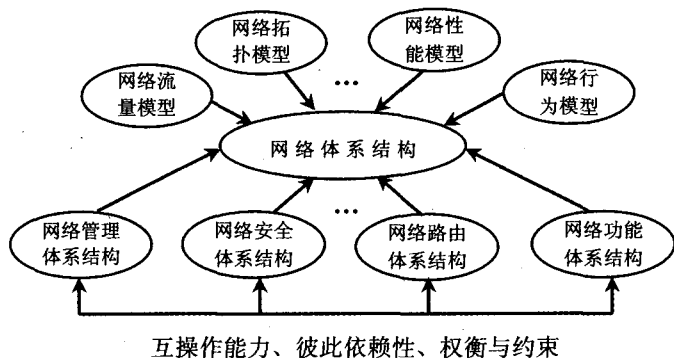 网络拓
扑模型
网络性
能模型
…
网络流
量模型
网络行
为模型
网络体系结构
…
网络管理
体系结构
网络安全
体系结构
网络路由
体系结构
网络功能
体系结构
互操作能力、彼此依赖性、权衡与约束